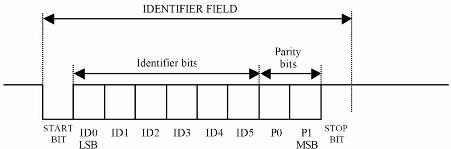 IDENTIFIER FIELD
Identifier bits
Parity
bits
START
BIT
ID0
LSB
ID1
ID2
ID3
ID4
ID5
P0
P1
MSB
STOP
BIT